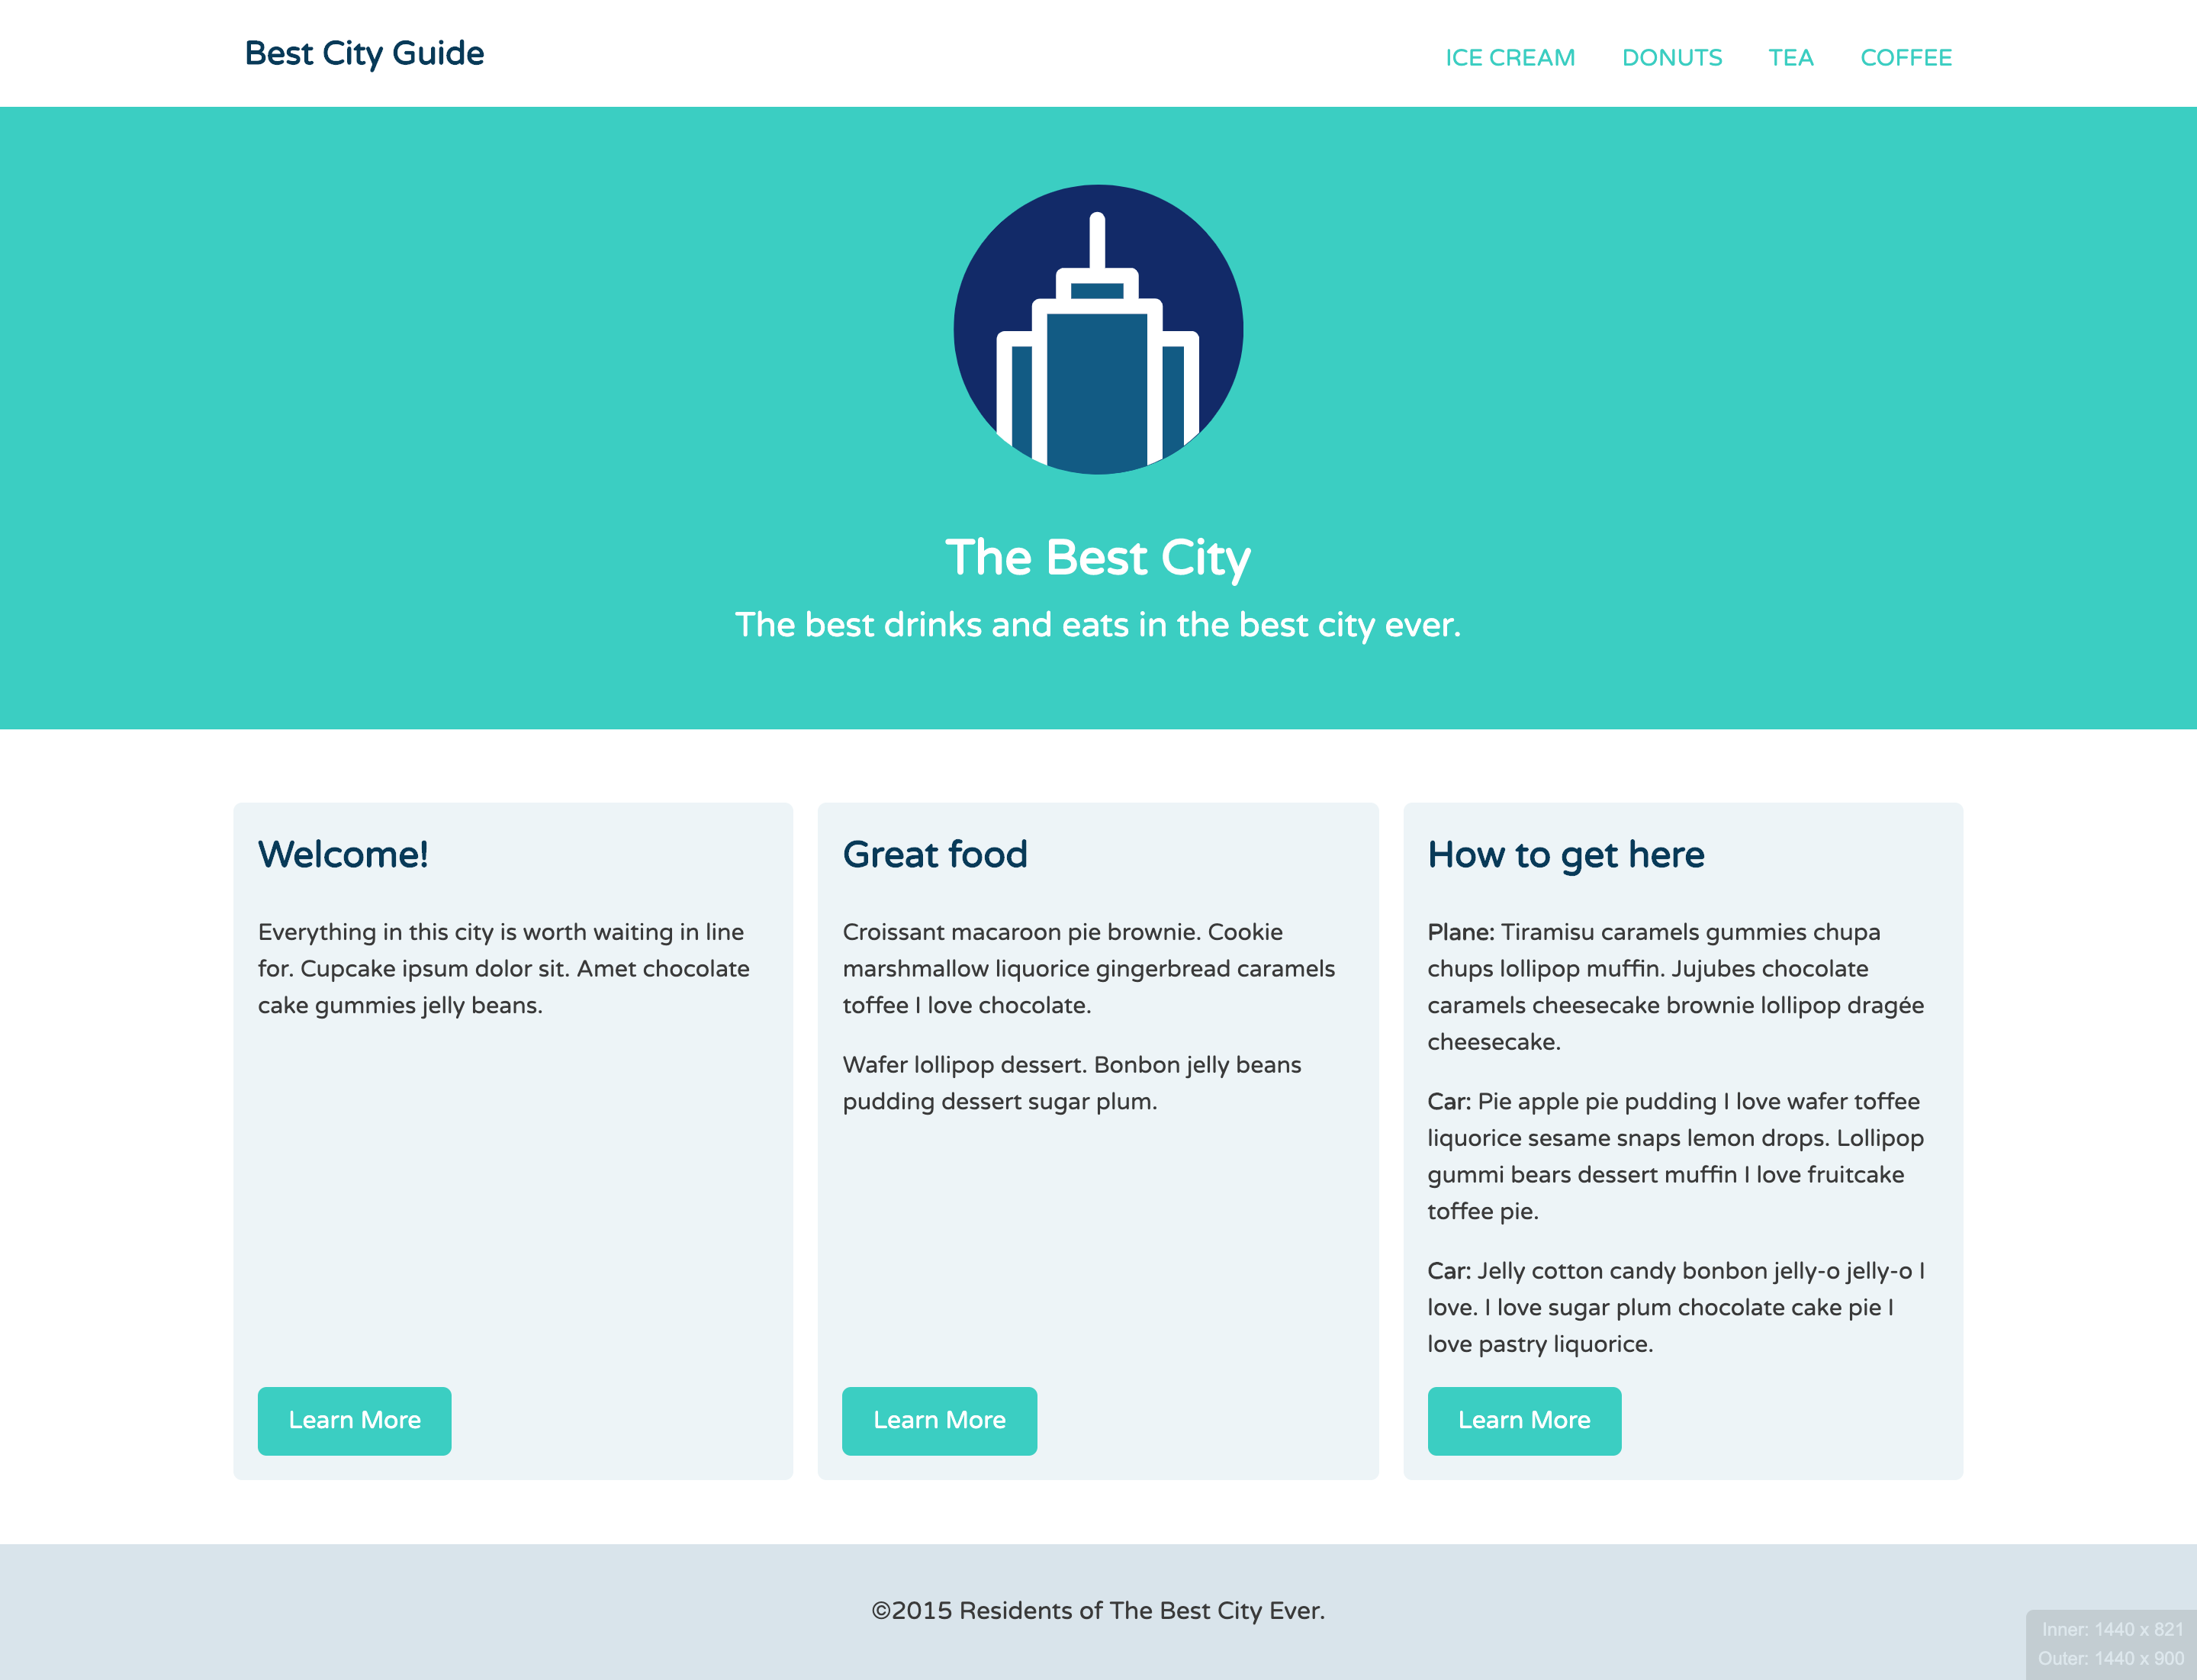 Best City Guide
ICE CREAM DONUTS TEA COFFEE
The Best City
The best drinks and eats in the best city ever.
Welcome!
Everything in this city is worth waiting in line
for. Cupcake ipsum dolor sit. Amet chocolate
cake gummies jelly beans.
Learn More
Great food
Croissant macaroon pie brownie. Cookie
marshmallow liquorice gingerbread caramels
toffee I love chocolate.
Wafer lollipop dessert. Bonbon jelly beans
pudding dessert sugar plum.
Learn More
How to get here
Plane: Tiramisu caramels gummies chupa
chups lollipop muffin. Jujubes chocolate
caramels cheesecake brownie lollipop dragée
cheesecake.
Car: Pie apple pie pudding I love wafer toffee
liquorice sesame snaps lemon drops. Lollipop
gummi bears dessert muffin I love fruitcake
toffee pie.
Car: Jelly cotton candy bonbon jelly-o jelly-o I
love. I love sugar plum chocolate cake pie I
love pastry liquorice.
Learn More
©2015 Residents of The Best City Ever.
Inner: 1440 x 821
Outer: 1440 x 900